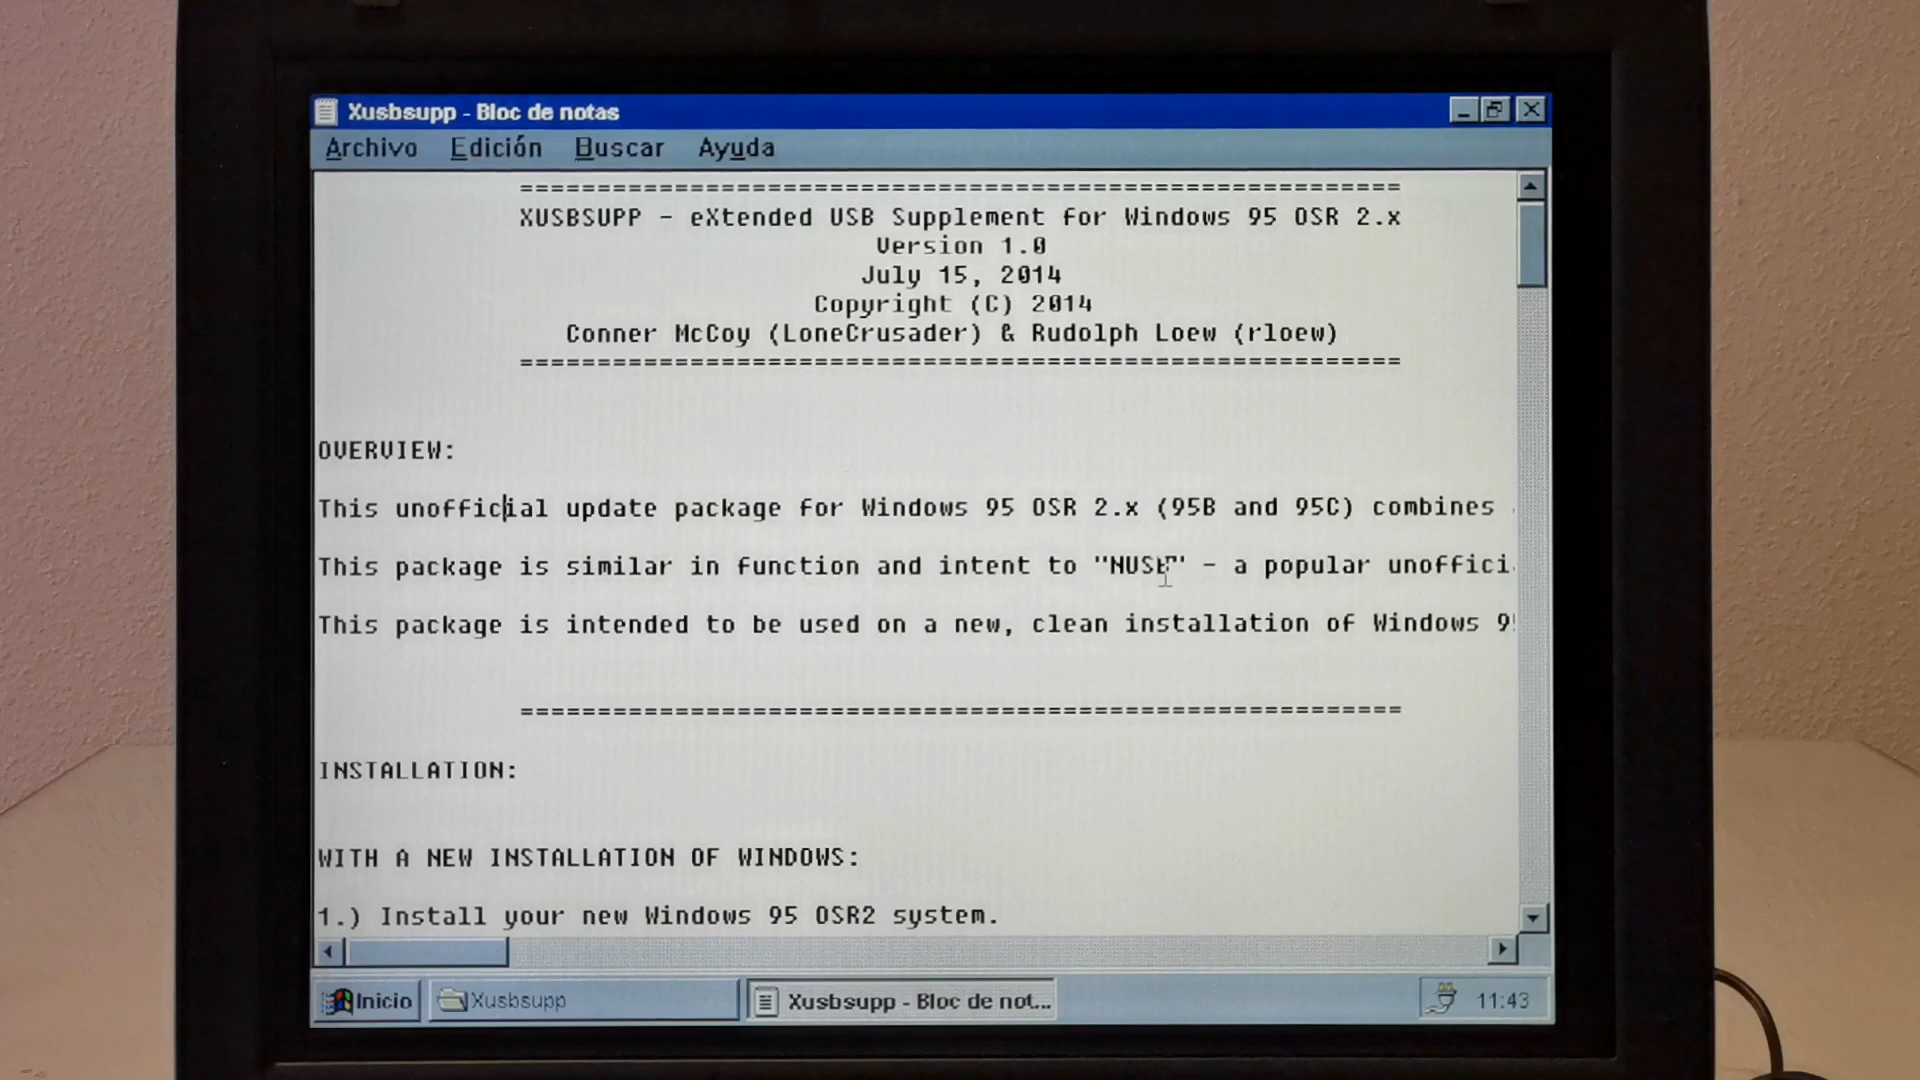 Xusbsupp - Bloc de notas
Archivo Edición Buscar Ayuda
=========================================================
XUSBSUPP - eXtended USB Supplement for Windows 95 OSR 2.x
Version 1.0
July 15, 2014
Copyright (C) 2014
Conner McCoy (LoneCrusader) & Rudolph Loew (rloew)
=========================================================
OVERVIEW:
This unofficial update package for Windows 95 OSR 2.x (95B and 95C) combines
This package is similar in function and intent to "NUSB" - a popular unoffici
This package is intended to be used on a new, clean installation of Windows 9
=========================================================
INSTALLATION:
WITH A NEW INSTALLATION OF WINDOWS:
1.) Install your new Windows 95 OSR2 system.
Inicio Xusbsupp Xusbsupp - Bloc de not... 11:43